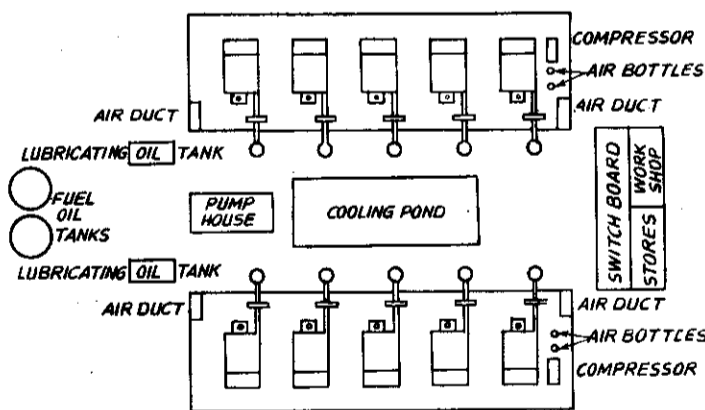 COMPRESSOR
AIR BOTTLES
AIR DUCT
AIR DUCT
LUBRICATING OIL TANK
FUEL
OIL
TANKS
PUMP
HOUSE
COOLING POND
SWITCH BOARD
WORK
SHOP
STORES
LUBRICATING OIL TANK
AIR DUCT
AIR DUCT
AIR BOTTLES
COMPRESSOR